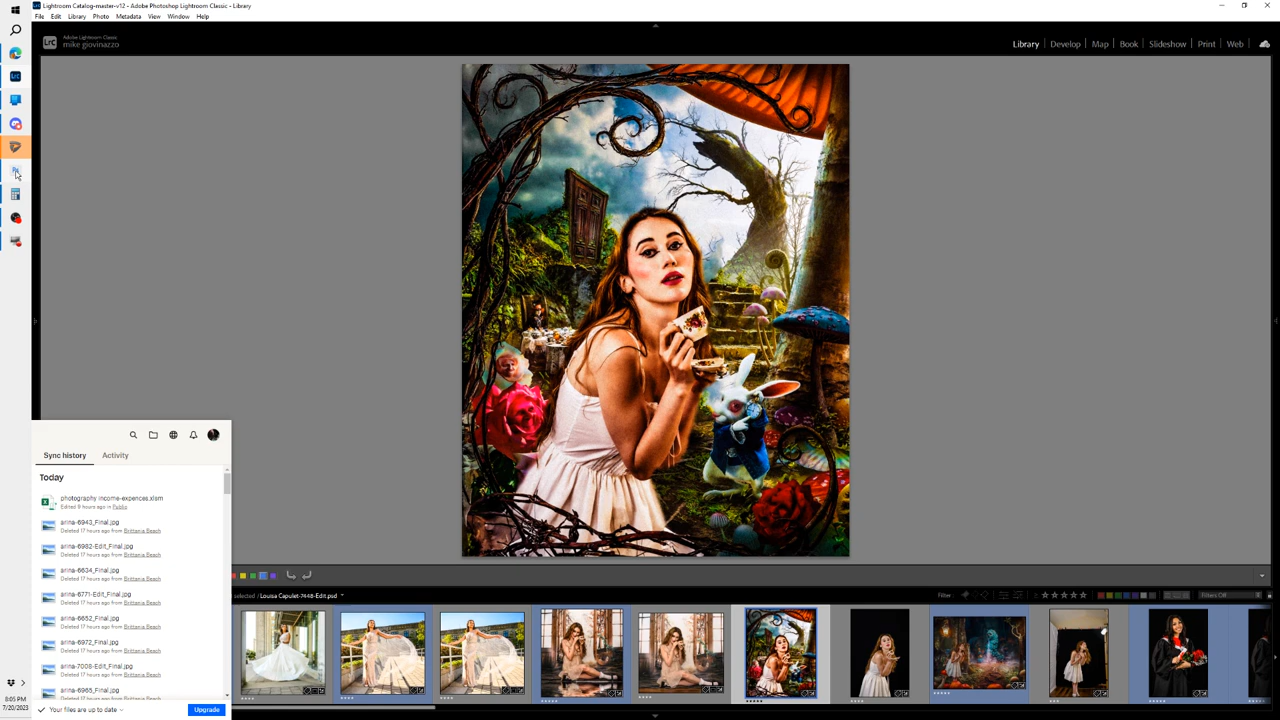 Lightroom Catalog-master-v12 - Adobe Photoshop Lightroom Classic - Library
File Edit Library Photo Metadata View Window Help
LrC
Adobe Lightroom Classic
mike giovinazzo
Library | Develop | Map | Book | Slideshow | Print | Web
Sync history Activity
Today
photography income-expences.xlsm
Edited 9 hours ago in Public
arina-6943_Final.jpg
Deleted 17 hours ago from Brittania Beach
arina-6982-Edit_Final.jpg
Deleted 17 hours ago from Brittania Beach
arina-6634_Final.jpg
Deleted 17 hours ago from Brittania Beach
arina-6771-Edit_Final.jpg
Deleted 17 hours ago from Brittania Beach
arina-6652_Final.jpg
Deleted 17 hours ago from Brittania Beach
arina-6972_Final.jpg
Deleted 17 hours ago from Brittania Beach
arina-7008-Edit_Final.jpg
Deleted 17 hours ago from Brittania Beach
arina-6965_Final.jpg
Your files are up to date
Upgrade
selected / Louisa Capulet-7448-Edit.psd
Filter:
Filters Off
8:05 PM
7/20/2023